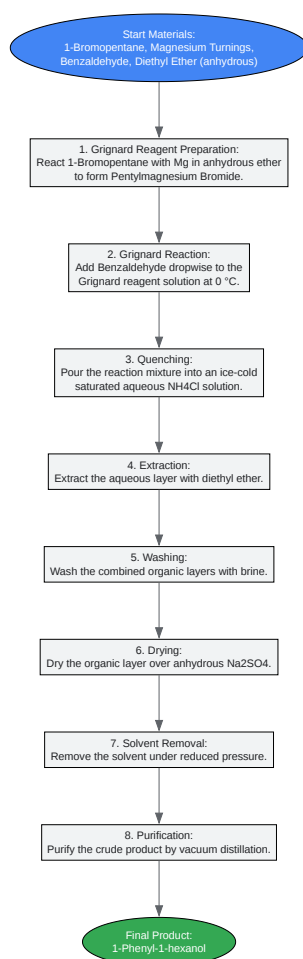 Start Materials:
1-Bromopentane, Magnesium Turnings,
Benzaldehyde, Diethyl Ether (anhydrous)
1. Grignard Reagent Preparation:
React 1-Bromopentane with Mg in anhydrous ether
to form Pentylmagnesium Bromide.
2. Grignard Reaction:
Add Benzaldehyde dropwise to the
Grignard reagent solution at 0 °C.
3. Quenching:
Pour the reaction mixture into an ice-cold
saturated aqueous NH4Cl solution.
4. Extraction:
Extract the aqueous layer with diethyl ether.
5. Washing:
Wash the combined organic layers with brine.
6. Drying:
Dry the organic layer over anhydrous Na2SO4.
7. Solvent Removal:
Remove the solvent under reduced pressure.
8. Purification:
Purify the crude product by vacuum distillation.
Final Product:
1-Phenyl-1-hexanol